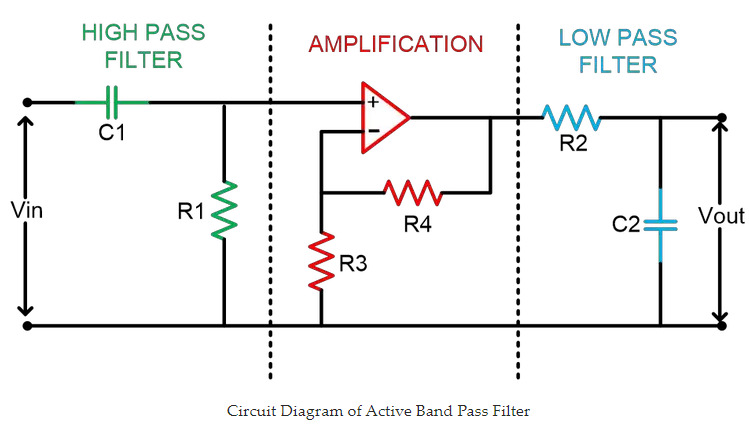 HIGH PASS
FILTER
AMPLIFICATION
LOW PASS
FILTER
C1
R1
Vin
+
-
R4
R3
R2
C2
Vout
Circuit Diagram of Active Band Pass Filter